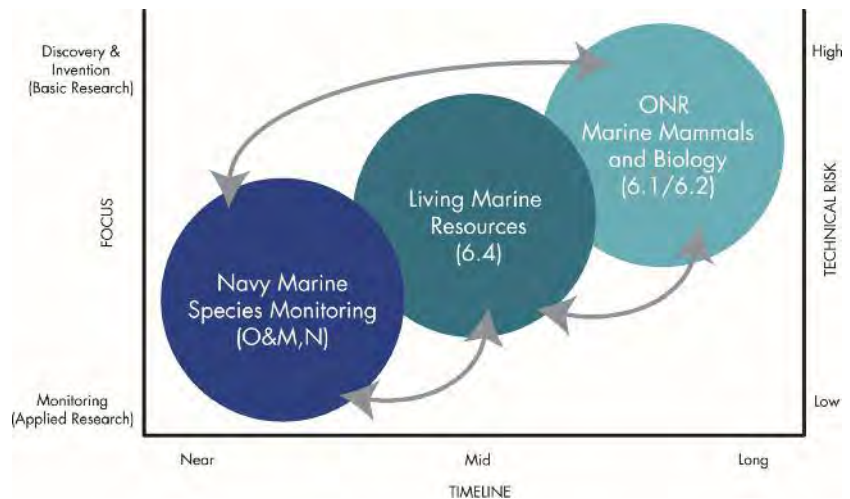 Discovery &
Invention
(Basic Research)
FOCUS
Monitoring
(Applied Research)
ONR
Marine Mammals
and Biology
(6.1/6.2)
Living Marine
Resources
(6.4)
Navy Marine
Species Monitoring
(O&M,N)
High
TECHNICAL RISK
Low
Near
Mid
Long
TIMELINE